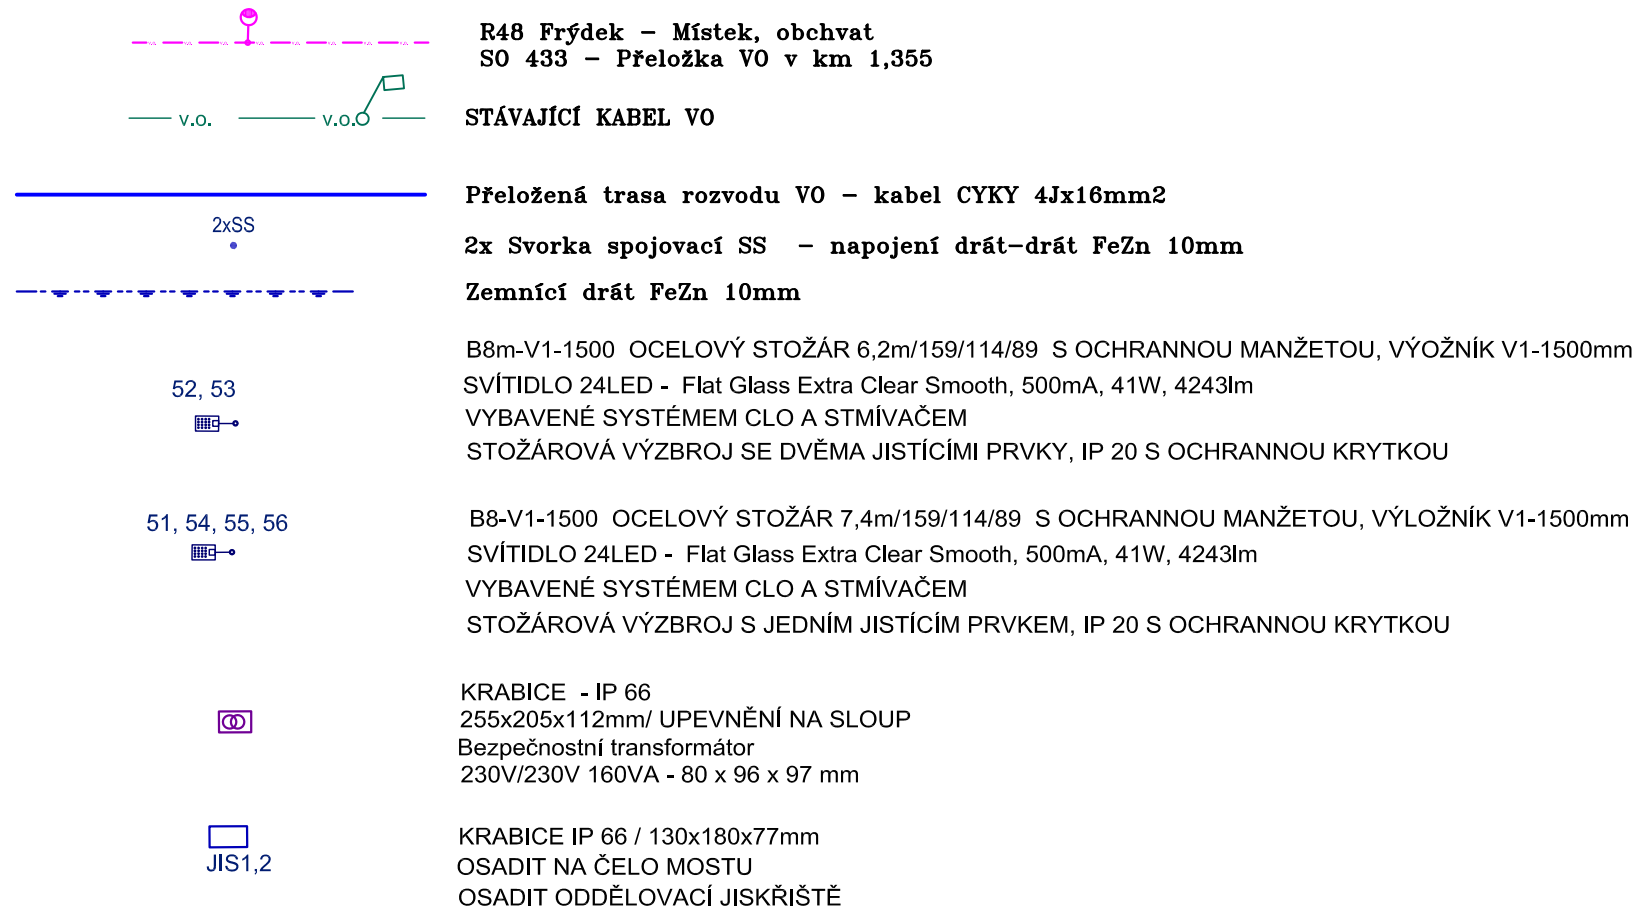 R48 Frýdek – Místek, obchvat
SO 433 – Přeložka VO v km 1,355
v.o. v.o.
STÁVAJÍCÍ KABEL VO
Přeložená trasa rozvodu VO – kabel CYKY 4Jx16mm2
2xSS
2x Svorka spojovací SS – napojení drát–drát FeZn 10mm
Zemnící drát FeZn 10mm
B8m-V1-1500 OCELOVÝ STOŽÁR 6,2m/159/114/89 S OCHRANNOU MANŽETOU, VÝOŽNÍK V1-1500mm
52, 53
SVÍTIDLO 24LED - Flat Glass Extra Clear Smooth, 500mA, 41W, 4243lm
VYBAVENÉ SYSTÉMEM CLO A STMÍVAČEM
STOŽÁROVÁ VÝZBROJ SE DVĚMA JISTÍCÍMI PRVKY, IP 20 S OCHRANNOU KRYTKOU
51, 54, 55, 56
B8-V1-1500 OCELOVÝ STOŽÁR 7,4m/159/114/89 S OCHRANNOU MANŽETOU, VÝLOŽNÍK V1-1500mm
SVÍTIDLO 24LED - Flat Glass Extra Clear Smooth, 500mA, 41W, 4243lm
VYBAVENÉ SYSTÉMEM CLO A STMÍVAČEM
STOŽÁROVÁ VÝZBROJ S JEDNÍM JISTÍCÍM PRVKEM, IP 20 S OCHRANNOU KRYTKOU
KRABICE - IP 66
255x205x112mm/ UPEVNĚNÍ NA SLOUP
Bezpečnostní transformátor
230V/230V 160VA - 80 x 96 x 97 mm
KRABICE IP 66 / 130x180x77mm
JIS1,2
OSADIT NA ČELO MOSTU
OSADIT ODDĚLOVACÍ JISKŘIŠTĚ